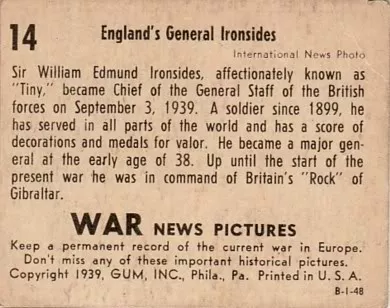 14
England's General Ironsides
International News Photo
Sir William Edmund Ironsides, affectionately known as
"Tiny," became Chief of the General Staff of the British
forces on September 3, 1939. A soldier since 1899, he
has served in all parts of the world and has a score of
decorations and medals for valor. He became a major gen-
eral at the early age of 38. Up until the start of the
present war he was in command of Britain's "Rock" of
Gibraltar.
WAR NEWS PICTURES
Keep a permanent record of the current war in Europe.
Don't miss any of these important historical pictures.
Copyright 1939, GUM, INC., Phila., Pa. Printed in U. S. A.
B-1-48